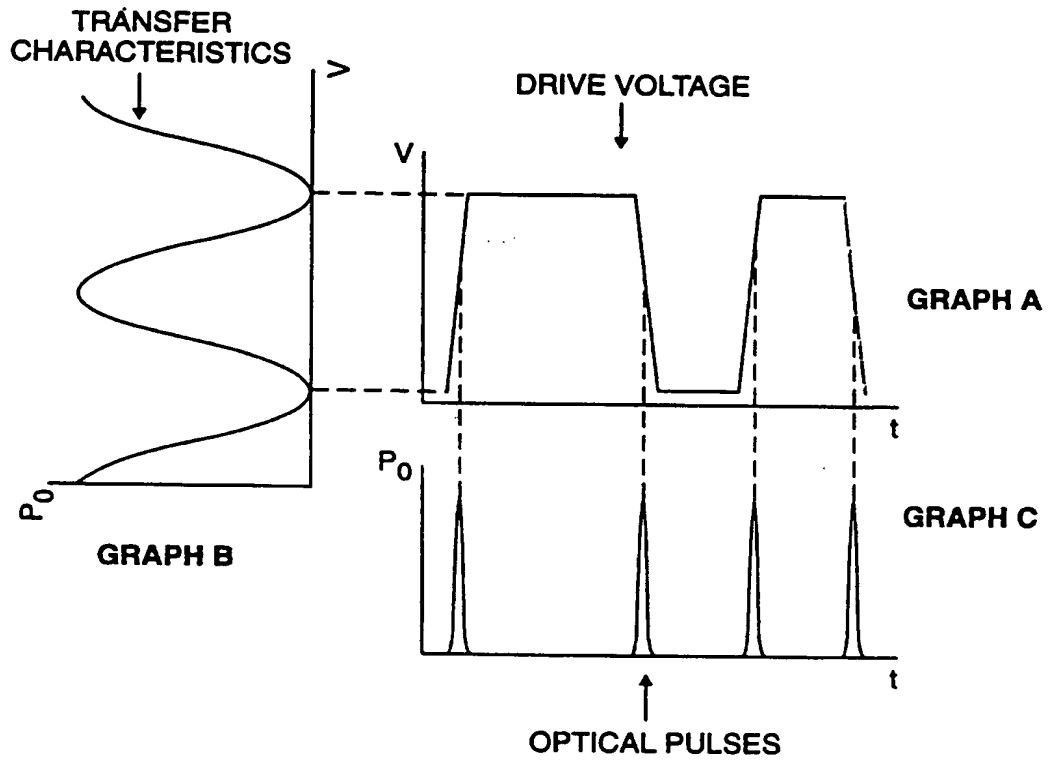 TRANSFER
CHARACTERISTICS
V
DRIVE VOLTAGE
V
GRAPH A
t
P0
P0
GRAPH B
GRAPH C
t
OPTICAL PULSES